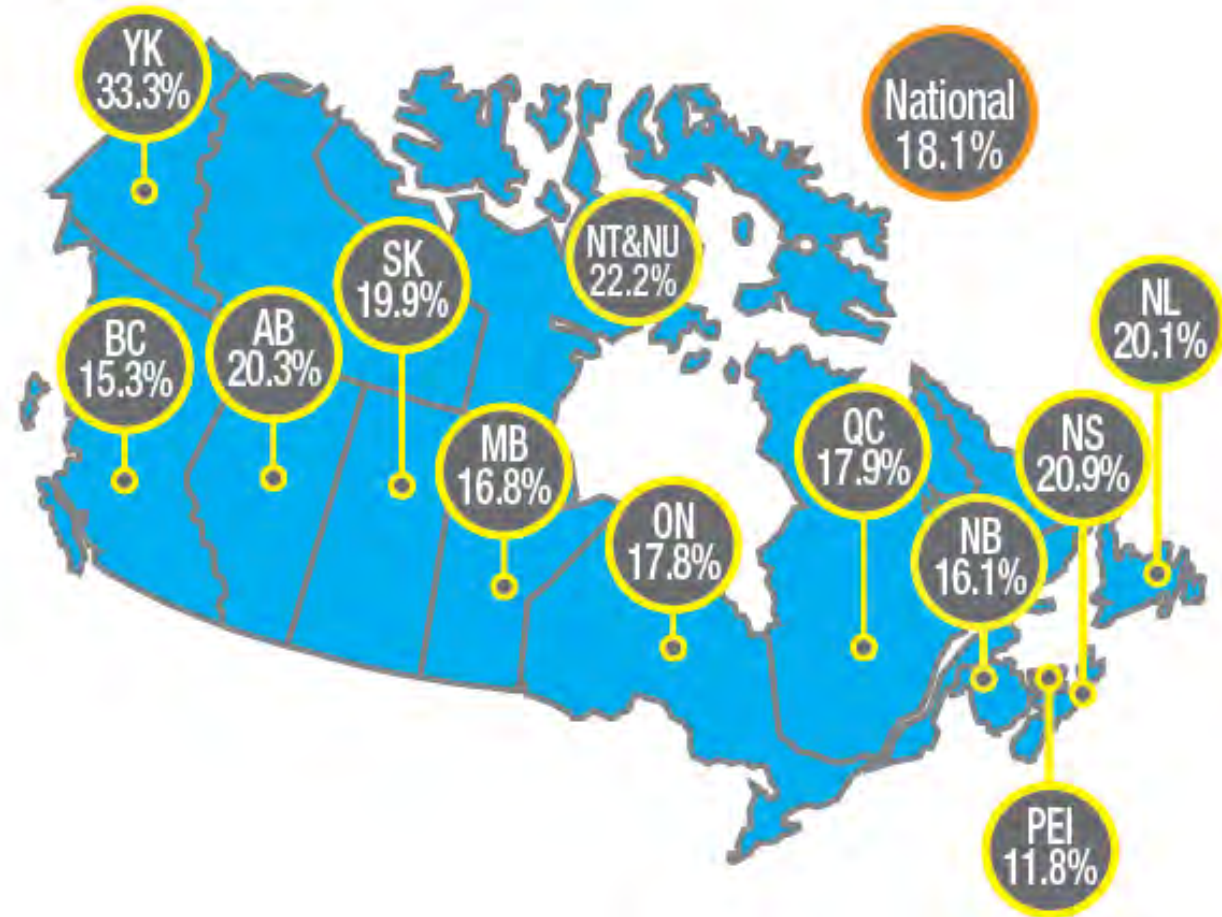 YK
33.3%
National
18.1%
NT&NU
22.2%
SK
19.9%
NL
20.1%
BC
15.3%
AB
20.3%
MB
16.8%
QC
17.9%
NS
20.9%
ON
17.8%
NB
16.1%
PEI
11.8%